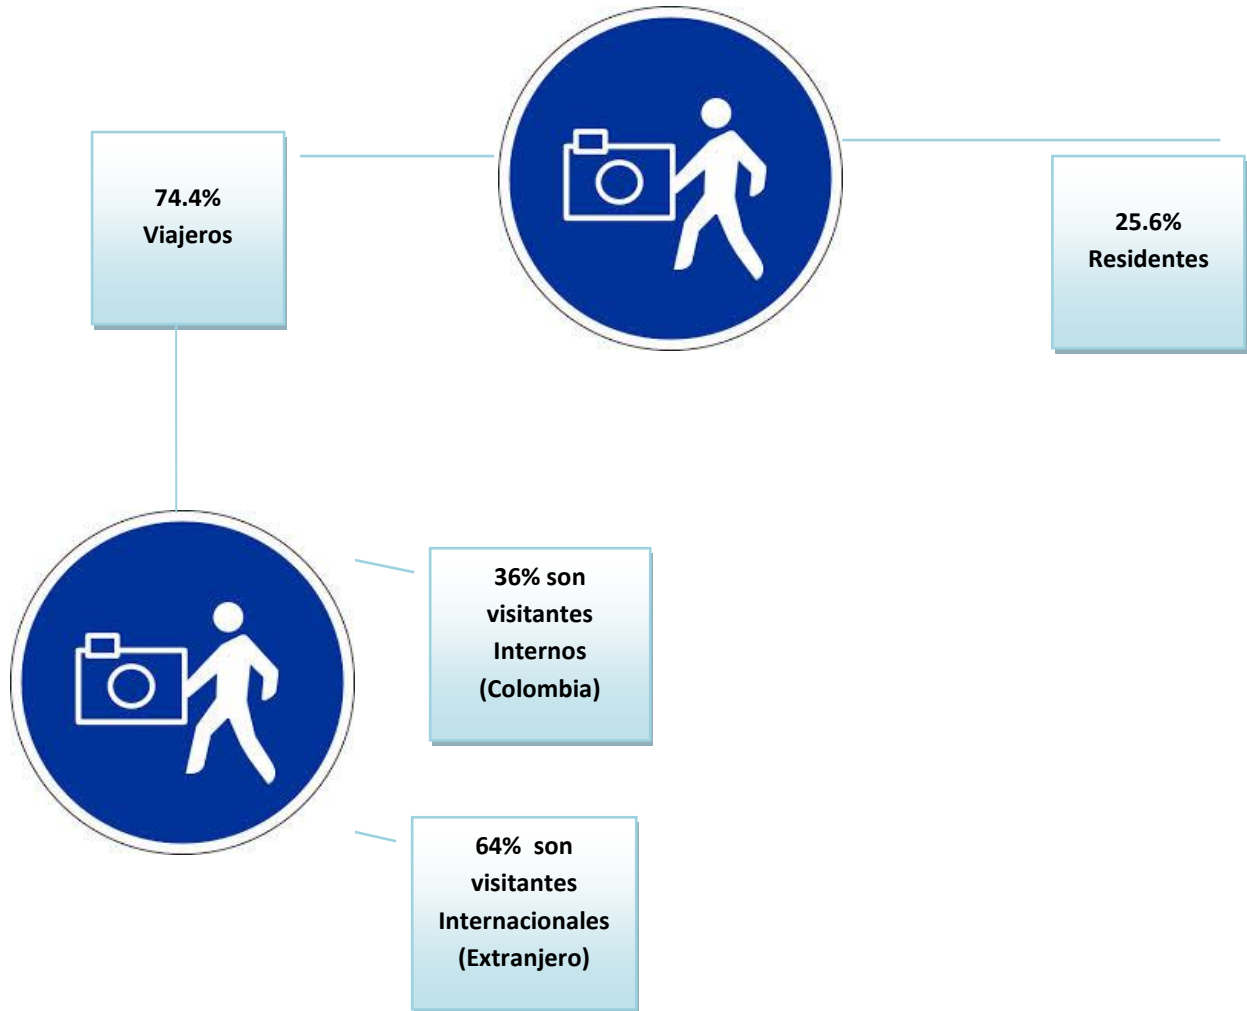 74.4%
Viajeros
25.6%
Residentes
36% son
visitantes
Internos
(Colombia)
64%  son
visitantes
Internacionales
(Extranjero)